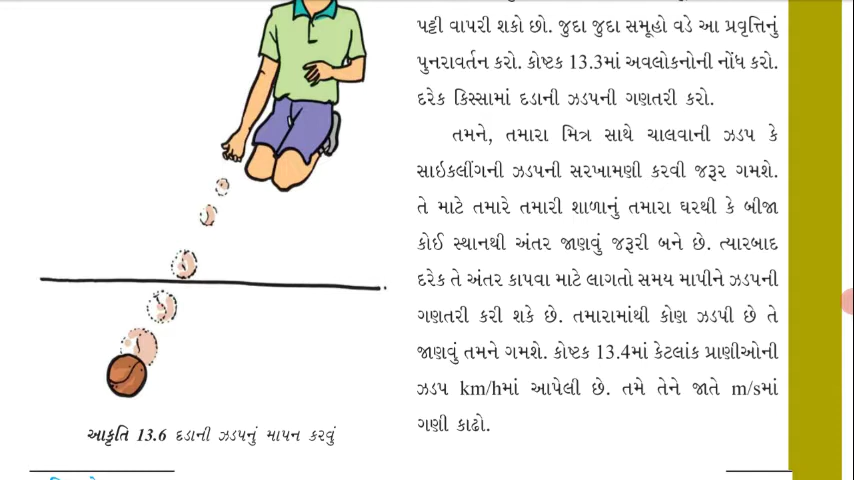 પટ્ટી વાપરી શકો છો. જુદા જુદા સમૂહો વડે આ પ્રવૃત્તિનું
પુનરાવર્તન કરો. કોષ્ટક 13.3માં અવલોકનોની નોંધ કરો.
દરેક કિસ્સામાં દડાની ઝડપની ગણતરી કરો.
તમને, તમારા મિત્ર સાથે ચાલવાની ઝડપ કે
સાઇકલીંગની ઝડપની સરખામણી કરવી જરૂર ગમશે.
તે માટે તમારે તમારી શાળાનું તમારા ઘરથી કે બીજા
કોઈ સ્થાનથી અંતર જાણવું જરૂરી બને છે. ત્યારબાદ
દરેક તે અંતર કાપવા માટે લાગતો સમય માપીને ઝડપની
ગણતરી કરી શકે છે. તમારામાંથી કોણ ઝડપી છે તે
જાણવું તમને ગમશે. કોષ્ટક 13.4માં કેટલાંક પ્રાણીઓની
ઝડપ km/hમાં આપેલી છે. તમે તેને જાતે m/sમાં
ગણી કાઢો.
આકૃતિ 13.6 દડાની ઝડપનું માપન કરવું